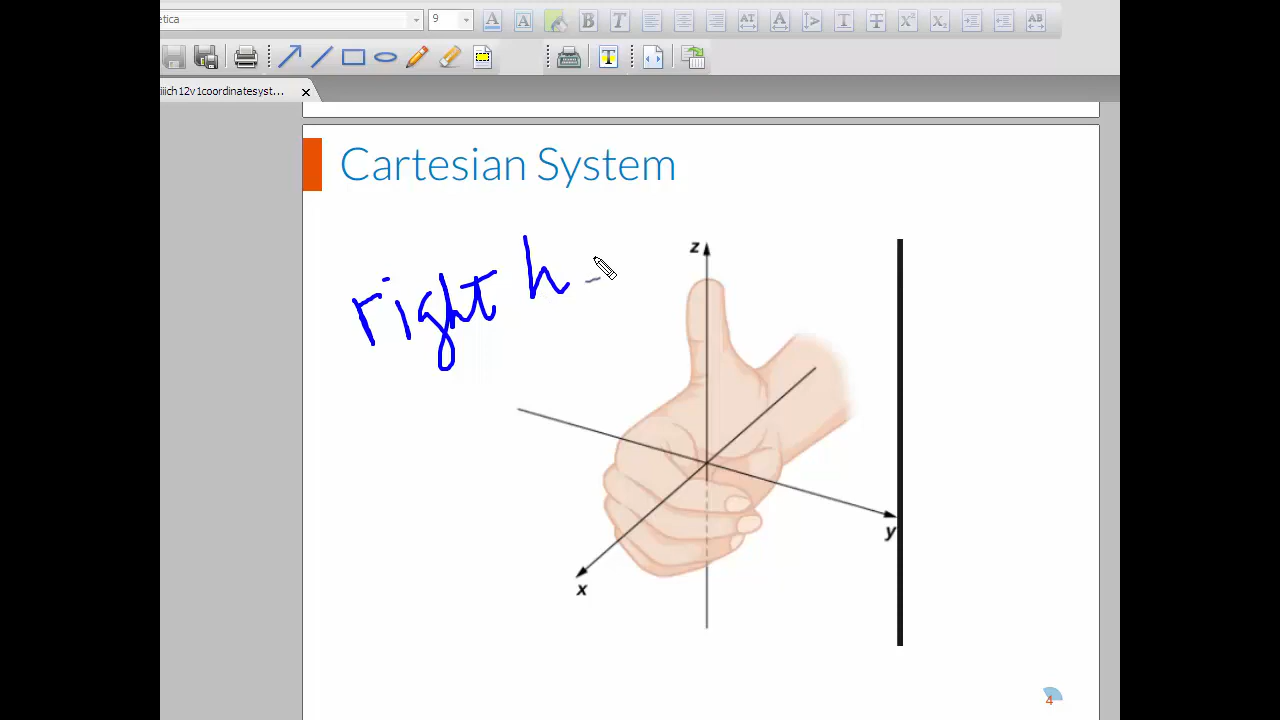 etica 9
iiich12v1coordinatesyst...
Cartesian System
right h
z
y
x
4